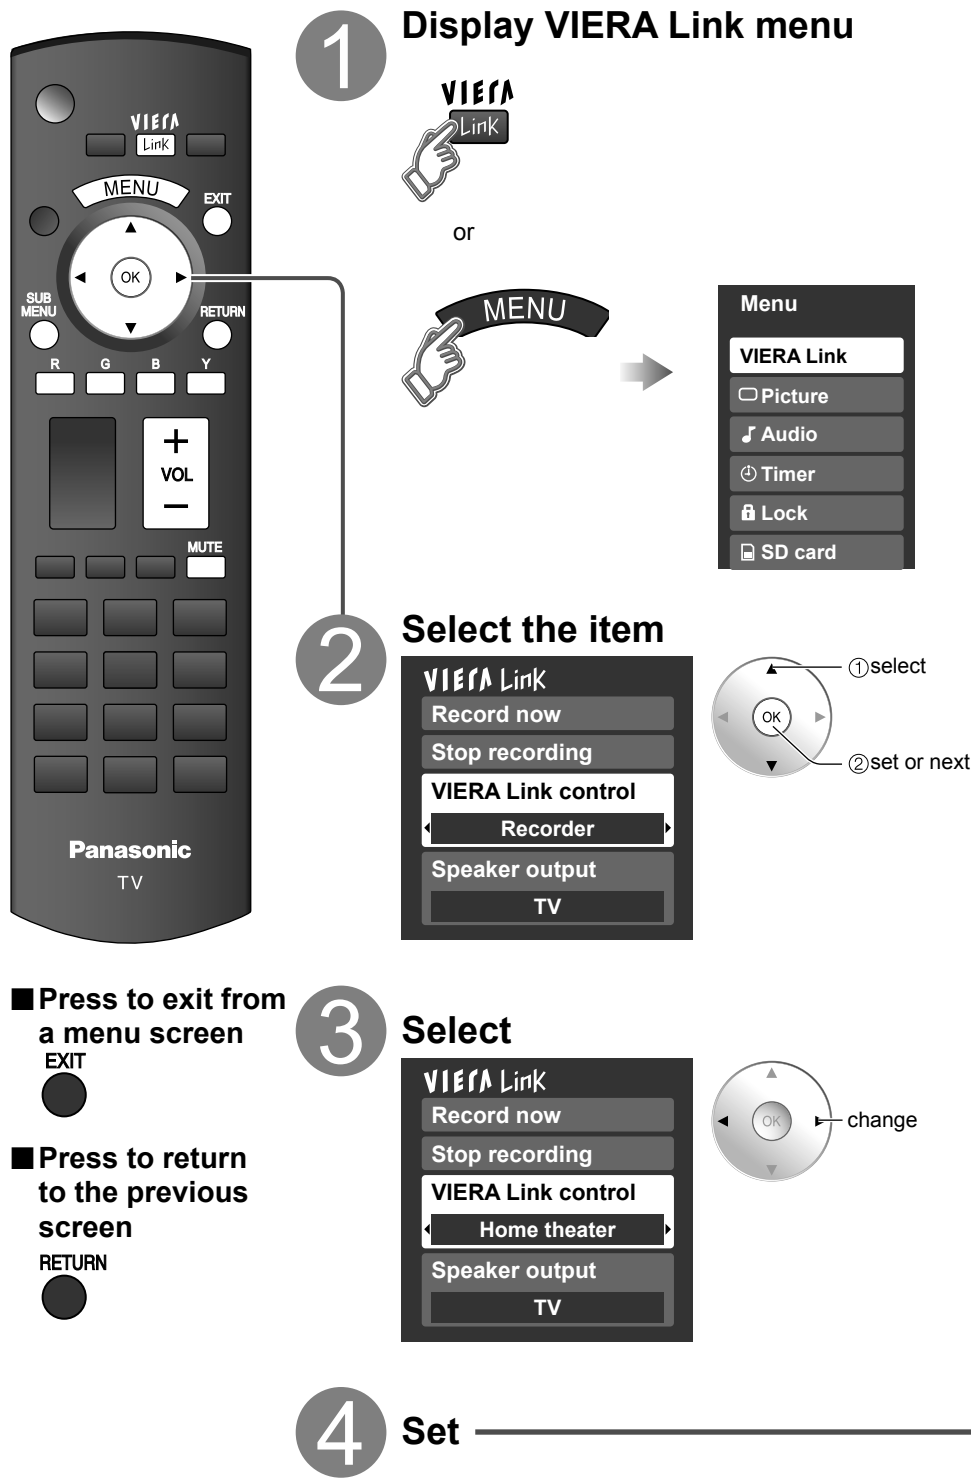 VIERA
Link
MENU
EXIT
OK
SUB
MENU
RETURN
R G B Y
+
VOL
−
MUTE
Panasonic
TV
■Press to exit from
a menu screen
EXIT
■Press to return
to the previous
screen
RETURN
1
Display VIERA Link menu
VIERA
Link
or
MENU
Menu
VIERA Link
Picture
Audio
Timer
Lock
SD card
2
Select the item
VIERA Link
Record now
Stop recording
VIERA Link control
Recorder
Speaker output
TV
①select
OK
②set or next
3
Select
VIERA Link
Record now
Stop recording
VIERA Link control
Home theater
Speaker output
TV
OK
change
4
Set